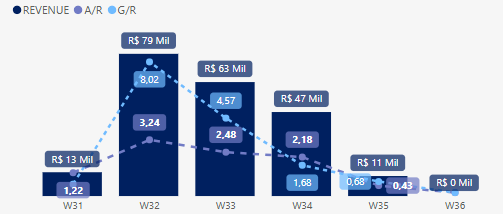 REVENUE A/R G/R
R$ 79 Mil
R$ 63 Mil
8,02
4,57
R$ 47 Mil
3,24
2,48
2,18
R$ 13 Mil
R$ 11 Mil
1,22
1,68
0,68
0,43
R$ 0 Mil
W31 W32 W33 W34 W35 W36